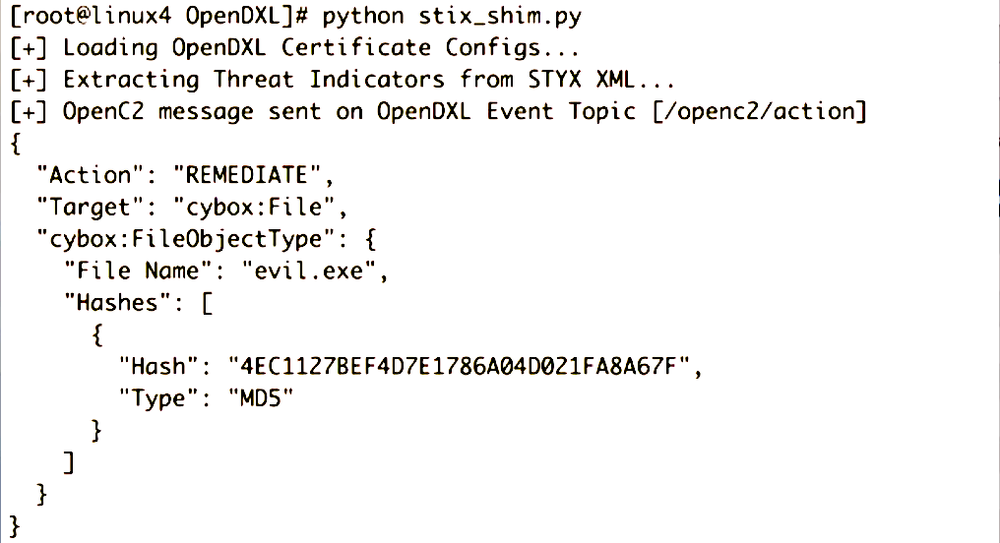 [root@linux4 OpenDXL]# python stix_shim.py
[+] Loading OpenDXL Certificate Configs...
[+] Extracting Threat Indicators from STYX XML...
[+] OpenC2 message sent on OpenDXL Event Topic [/openc2/action]
{
  "Action": "REMEDIATE",
  "Target": "cybox:File",
  "cybox:FileObjectType": {
    "File Name": "evil.exe",
    "Hashes": [
      {
        "Hash": "4EC1127BEF4D7E1786A04D021FA8A67F",
        "Type": "MD5"
      }
    ]
  }
}